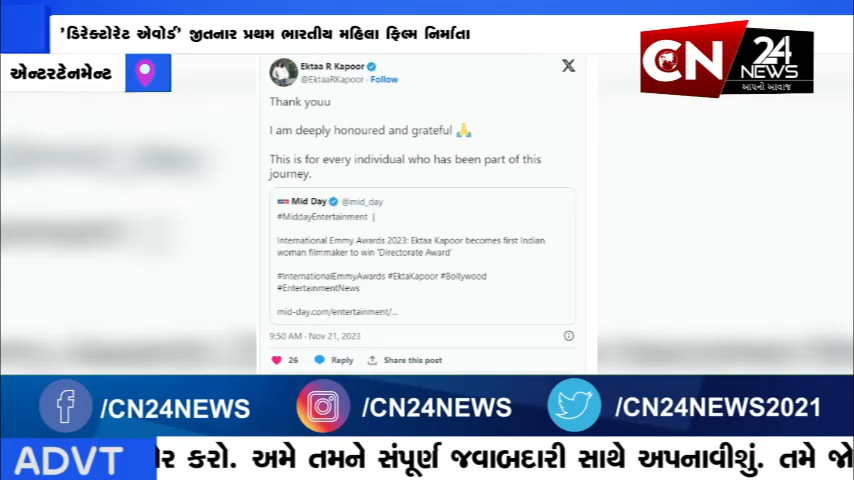 'ડિરેક્ટોરેટ એવોર્ડ' જીતનાર પ્રથમ ભારતીય મહિલા ફિલ્મ નિર્માતા
એન્ટરટેનમેન્ટ
CN 24 NEWS
આપનો અવાજ
Ektaa R Kapoor
@EktaaRKapoor · Follow
Thank youu
I am deeply honoured and grateful 🙏
This is for every individual who has been part of this
journey.
Mid Day @mid_day
#MiddayEntertainment |
International Emmy Awards 2023: Ektaa Kapoor becomes first Indian
woman filmmaker to win 'Directorate Award'
#InternationalEmmyAwards #EktaKapoor #Bollywood
#EntertainmentNews
mid-day.com/entertainment/...
9:50 AM · Nov 21, 2023
26 Reply Share this post
/CN24NEWS /CN24NEWS /CN24NEWS2021
ADVT
કરો. અમે તમને સંપૂર્ણ જવાબદારી સાથે અપનાવીશું. તમે જો